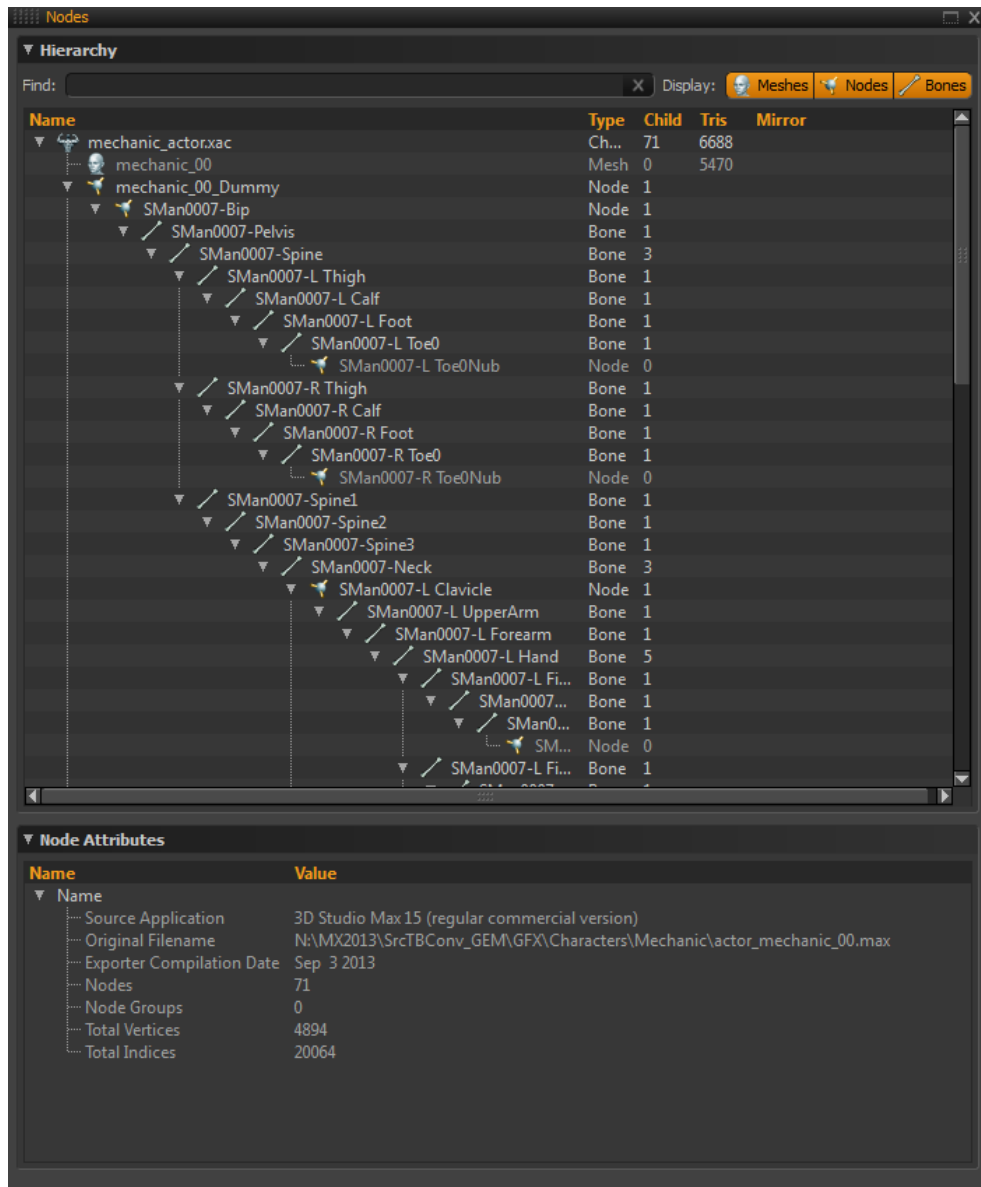 Nodes
Hierarchy
Find: Display: Meshes Nodes Bones
Name Type Child Tris Mirror
mechanic_actor.xac Ch... 71 6688
mechanic_00 Mesh 0 5470
mechanic_00_Dummy Node 1
SMan0007-Bip Node 1
SMan0007-Pelvis Bone 1
SMan0007-Spine Bone 3
SMan0007-L Thigh Bone 1
SMan0007-L Calf Bone 1
SMan0007-L Foot Bone 1
SMan0007-L Toe0 Bone 1
SMan0007-L Toe0Nub Node 0
SMan0007-R Thigh Bone 1
SMan0007-R Calf Bone 1
SMan0007-R Foot Bone 1
SMan0007-R Toe0 Bone 1
SMan0007-R Toe0Nub Node 0
SMan0007-Spine1 Bone 1
SMan0007-Spine2 Bone 1
SMan0007-Spine3 Bone 1
SMan0007-Neck Bone 3
SMan0007-L Clavicle Node 1
SMan0007-L UpperArm Bone 1
SMan0007-L Forearm Bone 1
SMan0007-L Hand Bone 5
SMan0007-L Fi... Bone 1
SMan0007... Bone 1
SMan0... Bone 1
SM... Node 0
SMan0007-L Fi... Bone 1
Node Attributes
Name Value
Name
Source Application 3D Studio Max 15 (regular commercial version)
Original Filename N:\MX2013\SrcTBConv_GEM\GFX\Characters\Mechanic\actor_mechanic_00.max
Exporter Compilation Date Sep 3 2013
Nodes 71
Node Groups 0
Total Vertices 4894
Total Indices 20064